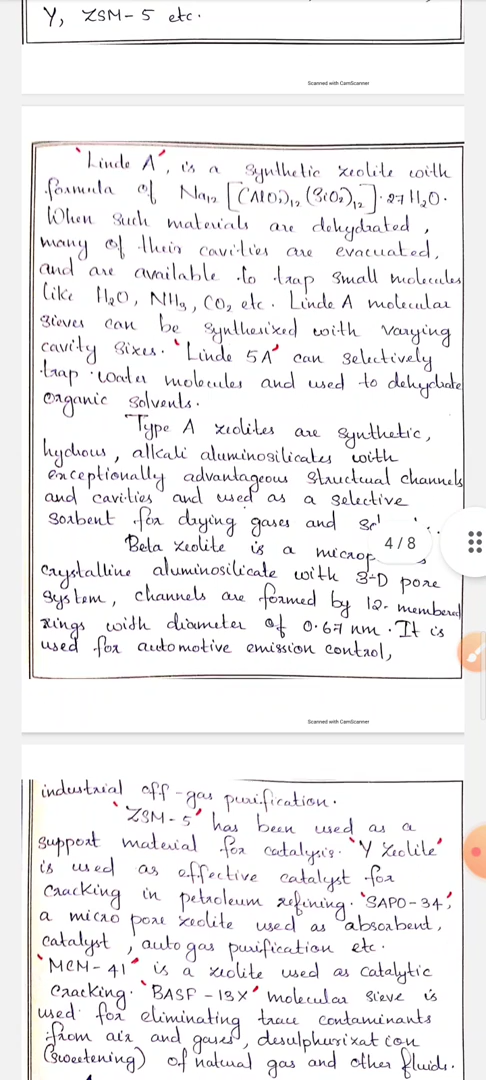 Y, ZSM-5 etc.
Scanned with CamScanner
'Linde A', is a synthetic zeolite with
formula of Na₁₂ [(AlO₂)₁₂ (SiO₂)₁₂]·27H₂O.
When such materials are dehydrated,
many of their cavities are evacuated,
and are available to trap small molecules
like H₂O, NH₃, CO₂ etc. Linde A molecular
sieves can be synthesized with varying
cavity sizes. 'Linde 5A' can selectively
trap water molecules and used to dehydrate
organic solvents.
Type A zeolites are synthetic,
hydrous, alkali aluminosilicates with
exceptionally advantageous structural channels
and cavities and used as a selective
sorbent for drying gases and
4/8
Beta zeolite is a
crystalline aluminosilicate with 3-D pore
system, channels are formed by 12-membered
rings with diameter of 0.67 nm. It is
used for automotive emission control,
Scanned with CamScanner
industrial off-gas purification.
'ZSM-5' has been used as a
support material for catalysis. 'Y Zeolite'
is used as effective catalyst for
cracking in petroleum refining. 'SAPO-34',
a micro pore zeolite used as absorbent,
catalyst, auto gas purification etc.
'MCM-41' is a zeolite used as catalytic
cracking. 'BASF-13X' molecular sieve is
used for eliminating trace contaminants
from air and gases, desulphurization
(sweetening) of natural gas and other fluids.